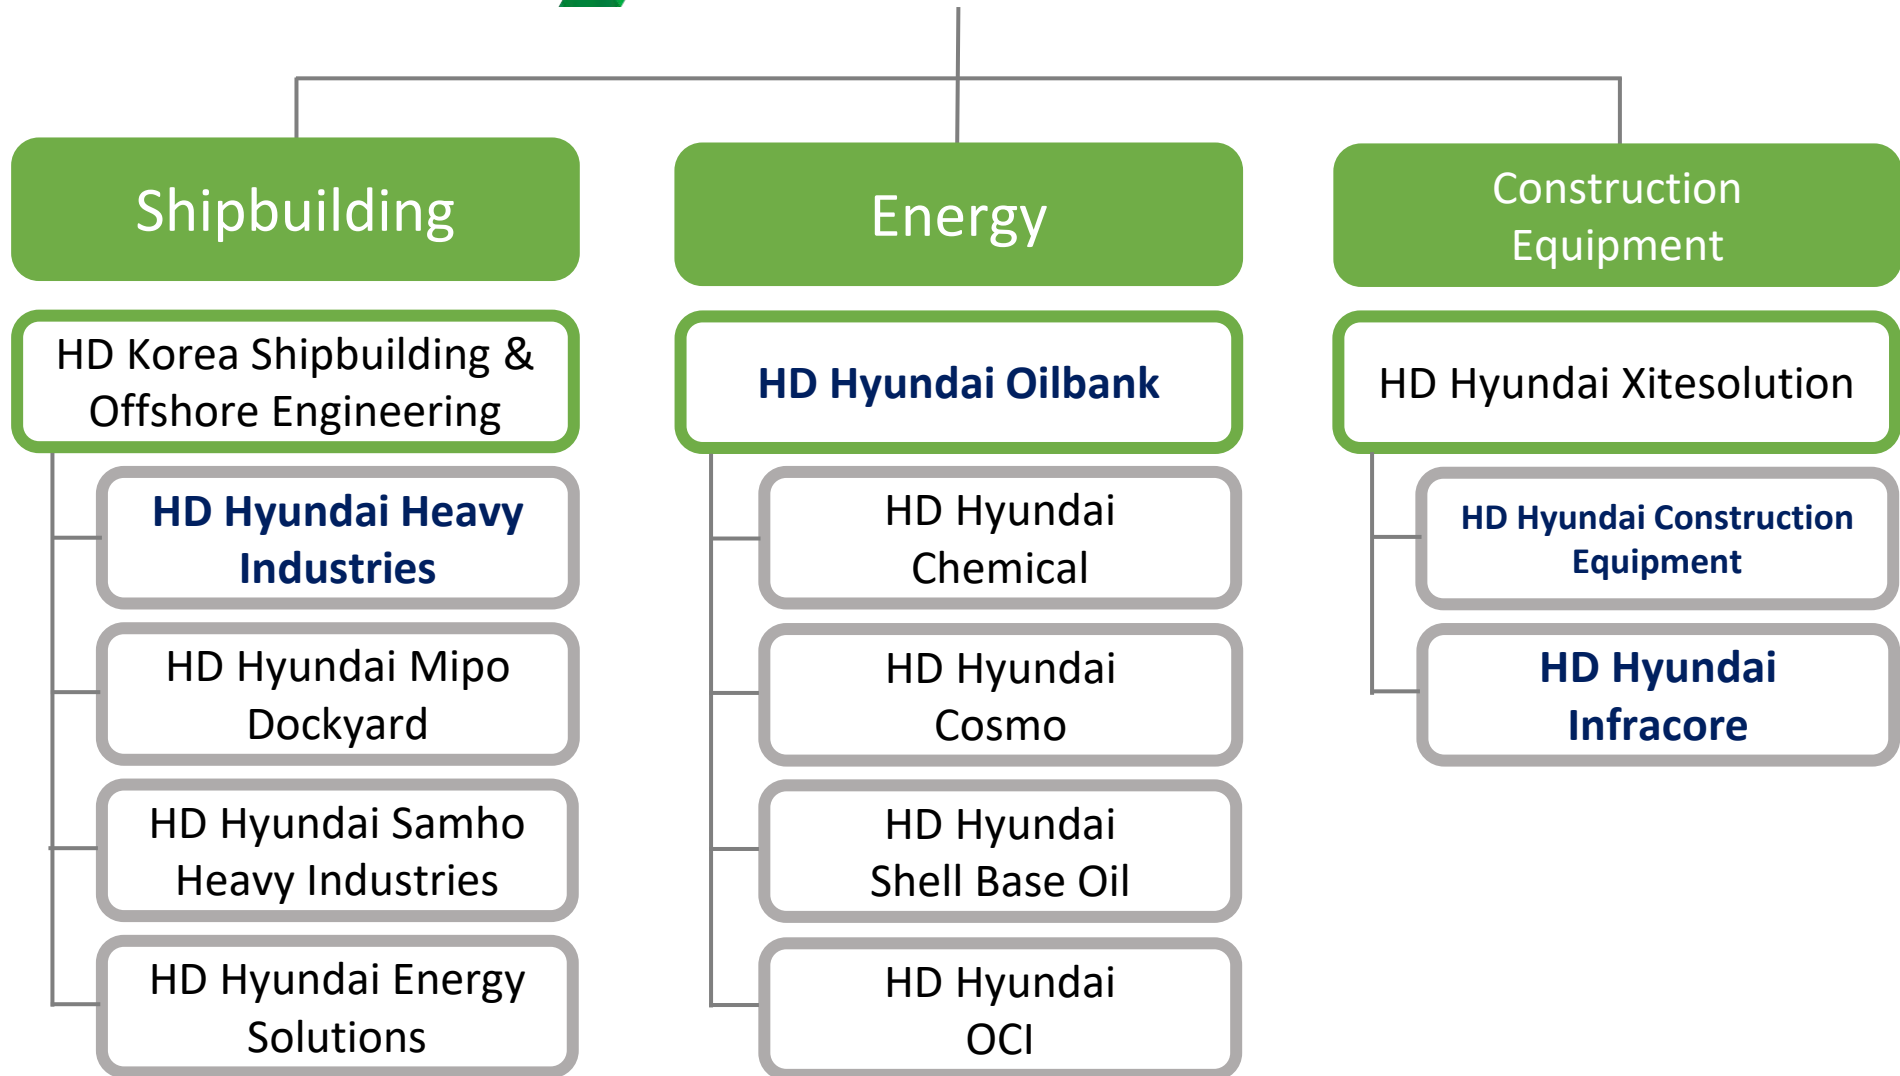 Shipbuilding
HD Korea Shipbuilding &
Offshore Engineering
HD Hyundai Heavy
Industries
HD Hyundai Mipo
Dockyard
HD Hyundai Samho
Heavy Industries
HD Hyundai Energy
Solutions
Energy
HD Hyundai Oilbank
HD Hyundai
Chemical
HD Hyundai
Cosmo
HD Hyundai
Shell Base Oil
HD Hyundai
OCI
Construction
Equipment
HD Hyundai Xitesolution
HD Hyundai Construction
Equipment
HD Hyundai
Infracore